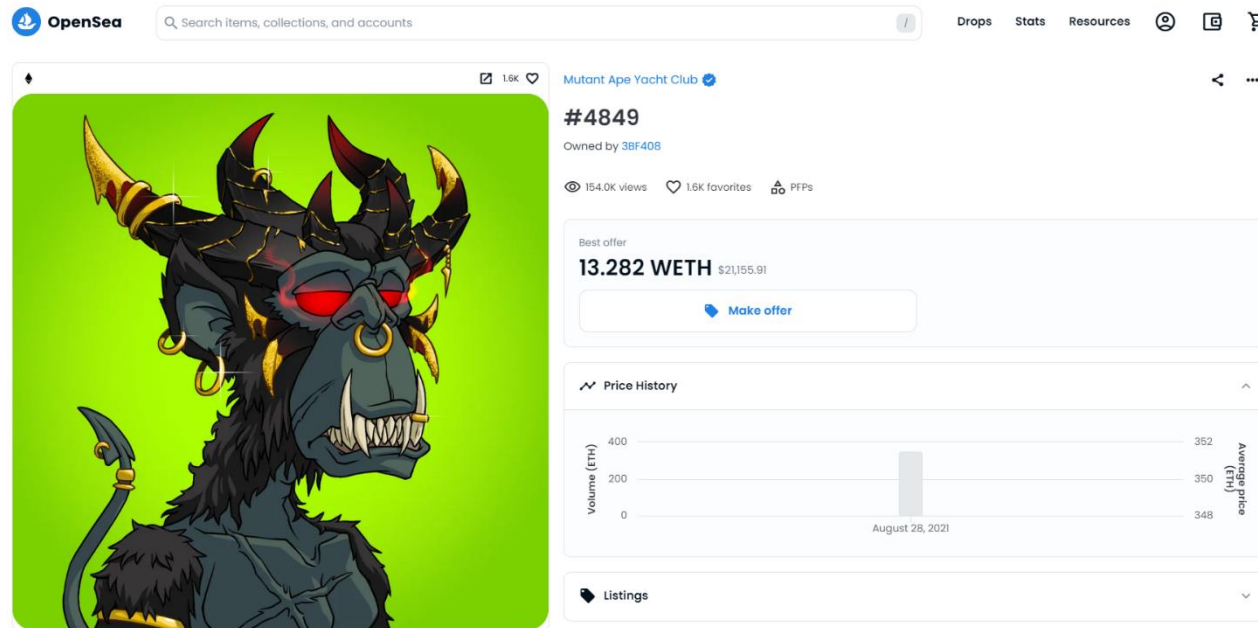 OpenSea
Search items, collections, and accounts
/
Drops Stats Resources
1.6K
Mutant Ape Yacht Club
#4849
Owned by 3BF408
154.0K views 1.6K favorites PFPs
Best offer
13.282 WETH $21,155.91
Make offer
Price History
Volume (ETH)
400
200
0
August 28, 2021
352
350
348
Average price (ETH)
Listings